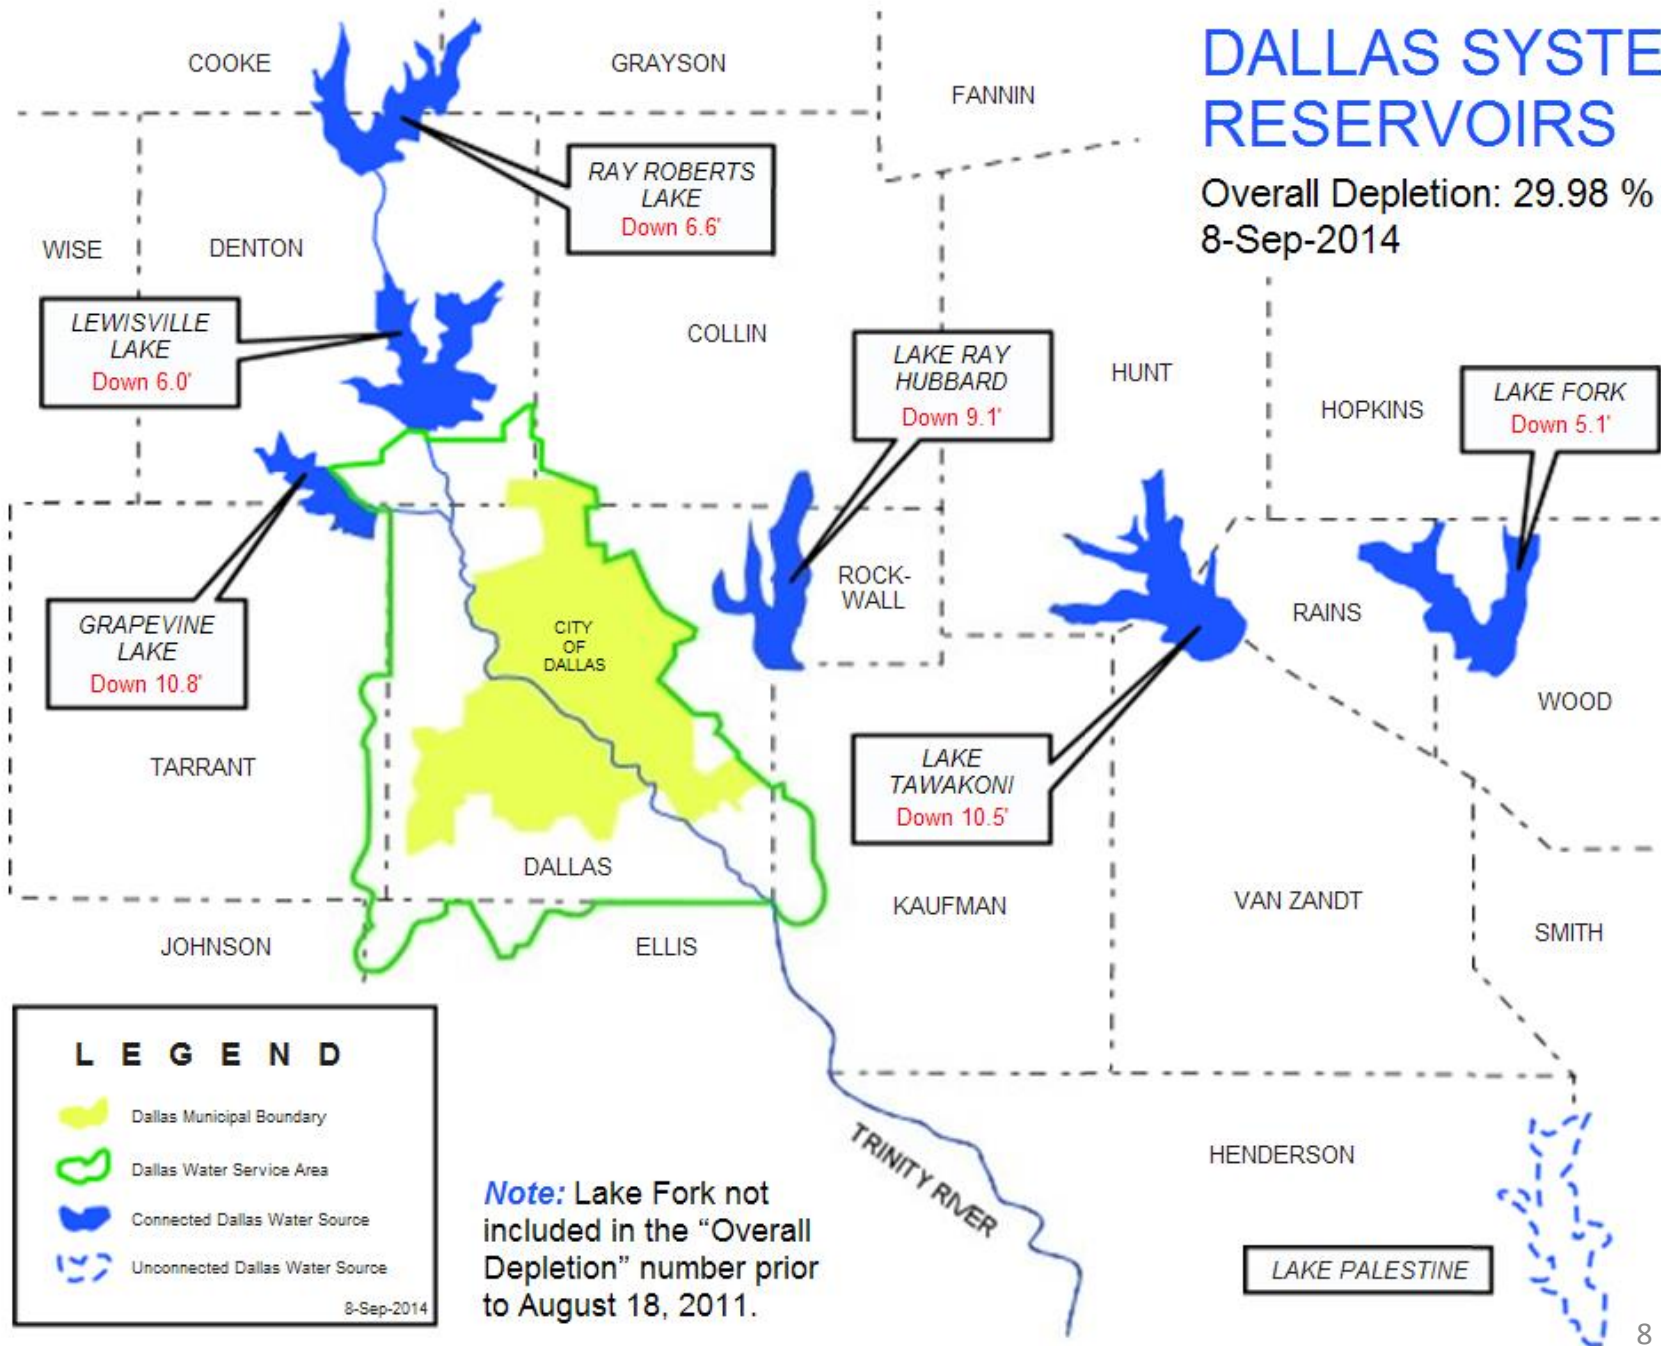 DALLAS SYSTE
RESERVOIRS
Overall Depletion: 29.98 %
8-Sep-2014
COOKE
GRAYSON
FANNIN
RAY ROBERTS
LAKE
Down 6.6'
WISE
DENTON
LEWISVILLE
LAKE
Down 6.0'
COLLIN
LAKE RAY
HUBBARD
Down 9.1'
HUNT
HOPKINS
LAKE FORK
Down 5.1'
GRAPEVINE
LAKE
Down 10.8'
CITY
OF
DALLAS
ROCK-
WALL
RAINS
WOOD
TARRANT
LAKE
TAWAKONI
Down 10.5'
DALLAS
KAUFMAN
VAN ZANDT
SMITH
JOHNSON
ELLIS
L E G E N D
Dallas Municipal Boundary
Dallas Water Service Area
Connected Dallas Water Source
Unconnected Dallas Water Source
8-Sep-2014
Note: Lake Fork not
included in the “Overall
Depletion” number prior
to August 18, 2011.
TRINITY RIVER
HENDERSON
LAKE PALESTINE
8